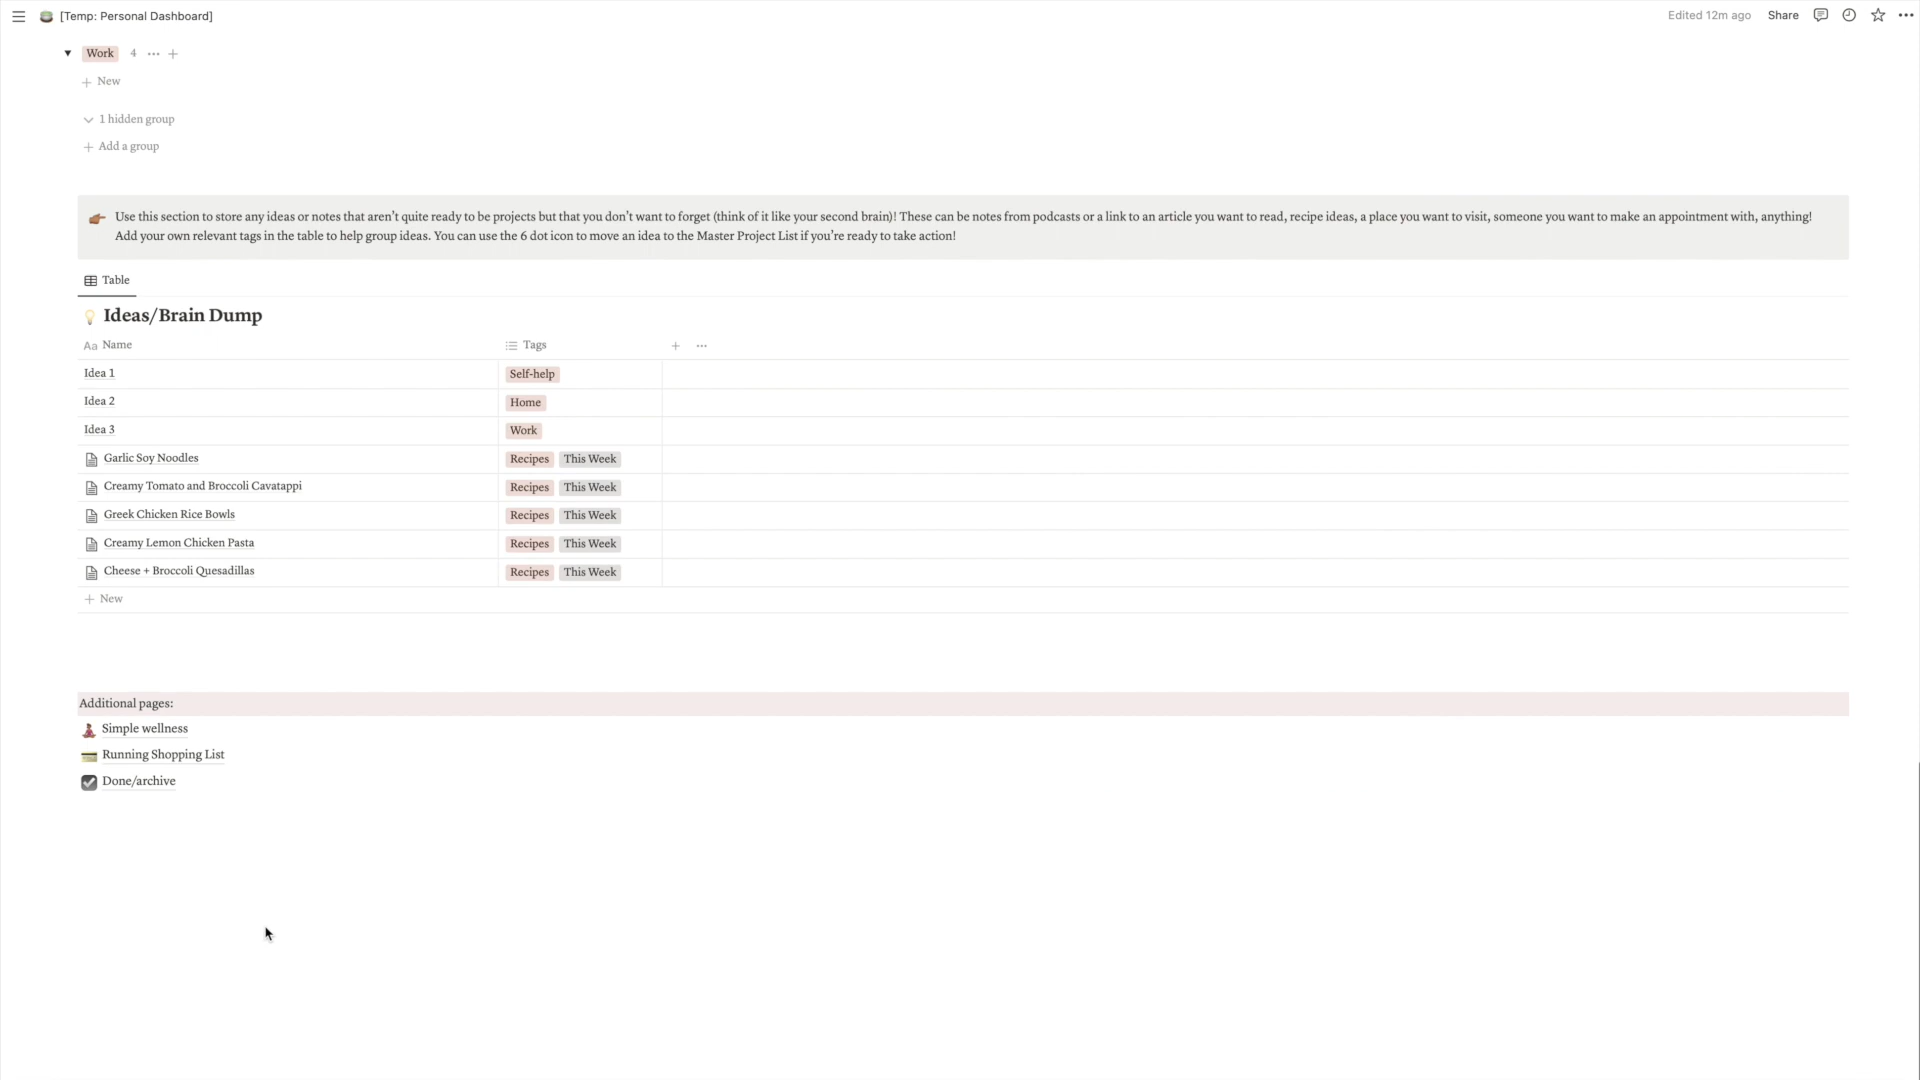 [Temp: Personal Dashboard]
Edited 12m ago
Share
Work 4
New
1 hidden group
Add a group
Use this section to store any ideas or notes that aren't quite ready to be projects but that you don't want to forget (think of it like your second brain)! These can be notes from podcasts or a link to an article you want to read, recipe ideas, a place you want to visit, someone you want to make an appointment with, anything!
Add your own relevant tags in the table to help group ideas. You can use the 6 dot icon to move an idea to the Master Project List if you're ready to take action!
Table
Ideas/Brain Dump
Aa Name Tags
Idea 1 Self-help
Idea 2 Home
Idea 3 Work
Garlic Soy Noodles Recipes This Week
Creamy Tomato and Broccoli Cavatappi Recipes This Week
Greek Chicken Rice Bowls Recipes This Week
Creamy Lemon Chicken Pasta Recipes This Week
Cheese + Broccoli Quesadillas Recipes This Week
New
Additional pages:
Simple wellness
Running Shopping List
Done/archive